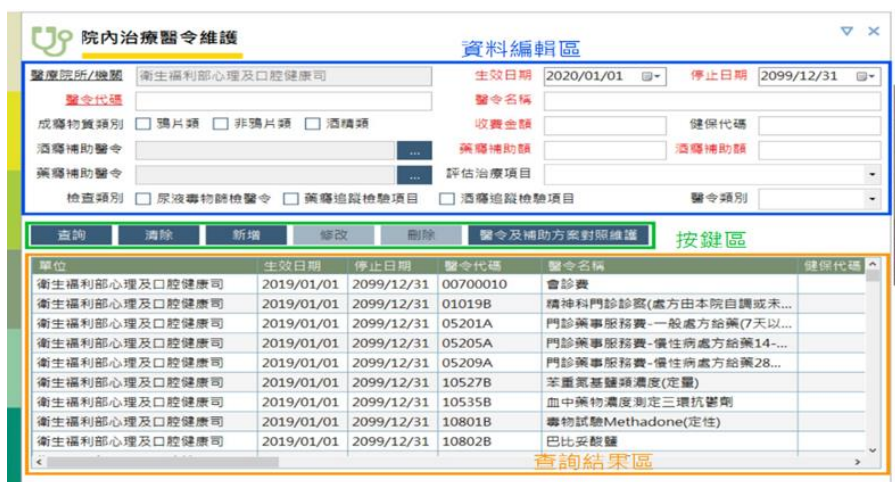 院內治療醫令維護
資料編輯區
醫療院所/機關 衛生福利部心理及口腔健康司 生效日期 2020/01/01 停止日期 2099/12/31
醫令代碼 醫令名稱
成癮物質類別 鴉片類 非鴉片類 酒精類 收費金額 健保代碼
酒癮補助醫令 ... 藥癮補助額 酒癮補助額
藥癮補助醫令 ... 評估治療項目
檢查類別 尿液毒物篩檢醫令 藥癮追蹤檢驗項目 酒癮追蹤檢驗項目 醫令類別
查詢 清除 新增 修改 刪除 醫令及補助方案對照維護 按鍵區
單位 生效日期 停止日期 醫令代碼 醫令名稱 健保代碼
衛生福利部心理及口腔健康司 2019/01/01 2099/12/31 00700010 會診費
衛生福利部心理及口腔健康司 2019/01/01 2099/12/31 01019B 精神科門診診察(處方由本院自調或未...
衛生福利部心理及口腔健康司 2019/01/01 2099/12/31 05201A 門診藥事服務費-一般處方給藥(7天以...
衛生福利部心理及口腔健康司 2019/01/01 2099/12/31 05205A 門診藥事服務費-慢性病處方給藥14-...
衛生福利部心理及口腔健康司 2019/01/01 2099/12/31 05209A 門診藥事服務費-慢性病處方給藥28...
衛生福利部心理及口腔健康司 2019/01/01 2099/12/31 10527B 苯重氮基鹽類濃度(定量)
衛生福利部心理及口腔健康司 2019/01/01 2099/12/31 10535B 血中藥物濃度測定三環抗鬱劑
衛生福利部心理及口腔健康司 2019/01/01 2099/12/31 10801B 毒物試驗Methadone(定性)
衛生福利部心理及口腔健康司 2019/01/01 2099/12/31 10802B 巴比妥酸鹽
查詢結果區